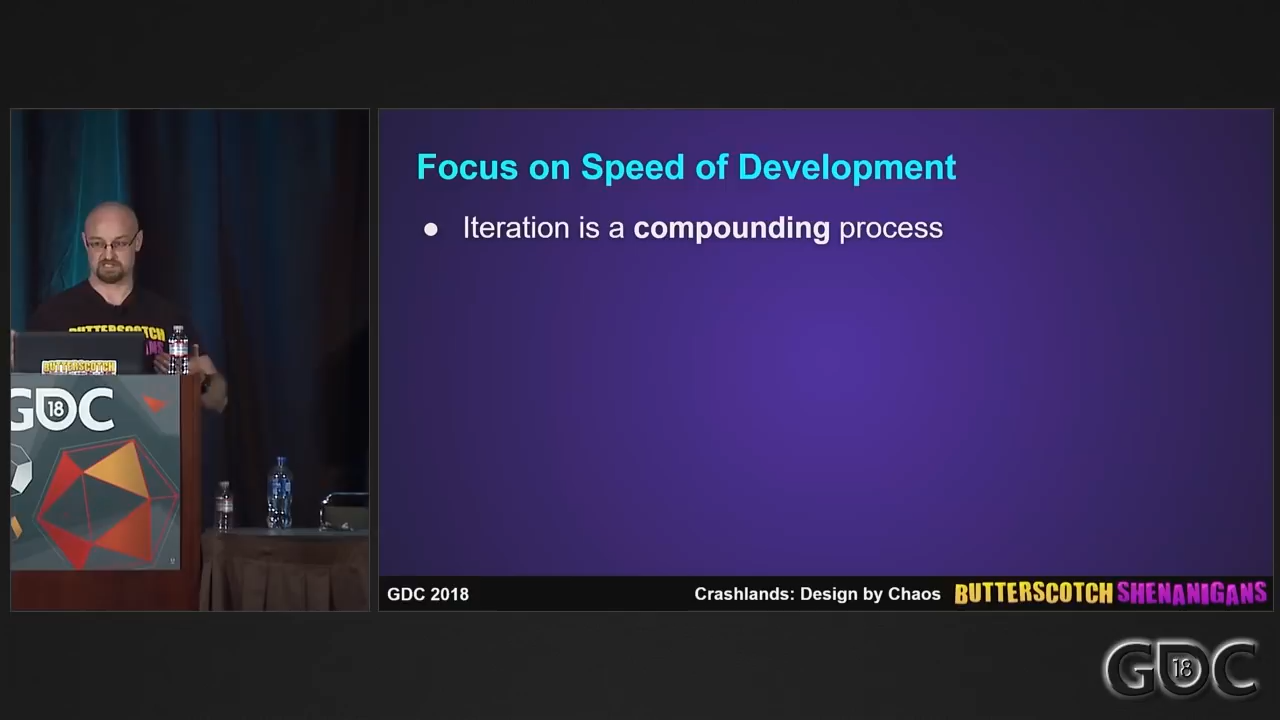 Focus on Speed of Development
● Iteration is a compounding process
BUTTERSCOTCH
BUTTERSCOTCH
GDC
18
GDC 2018
Crashlands: Design by Chaos
BUTTERSCOTCH SHENANIGANS
GDC
18